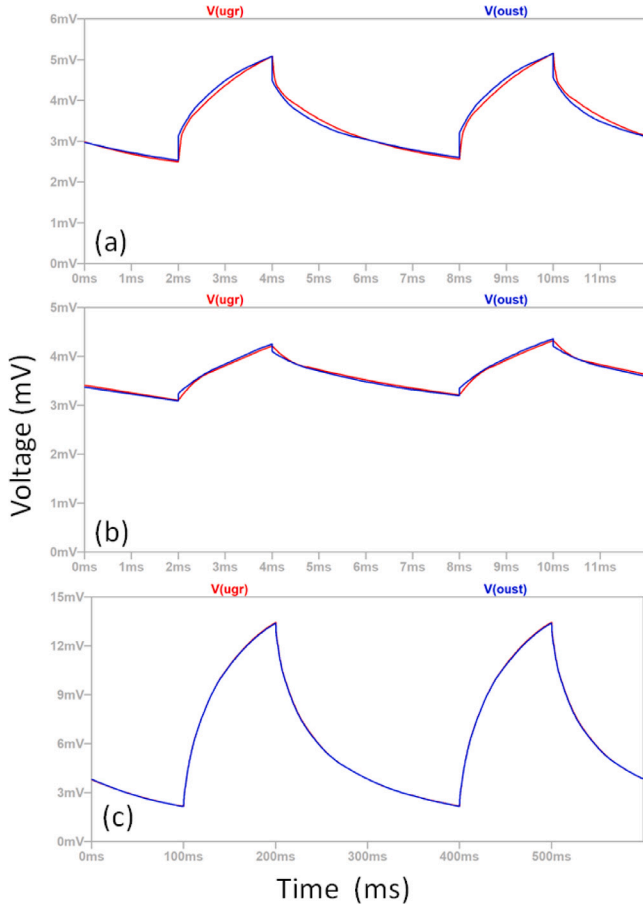 V(ugr) V(oust)
6mV
5mV
4mV
3mV
2mV
1mV
0mV
(a)
0ms 1ms 2ms 3ms 4ms 5ms 6ms 7ms 8ms 9ms 10ms 11ms
V(ugr) V(oust)
5mV
4mV
3mV
2mV
1mV
0mV
(b)
0ms 1ms 2ms 3ms 4ms 5ms 6ms 7ms 8ms 9ms 10ms 11ms
Voltage (mV)
V(ugr) V(oust)
15mV
12mV
9mV
6mV
3mV
0mV
(c)
0ms 100ms 200ms 300ms 400ms 500ms
Time (ms)